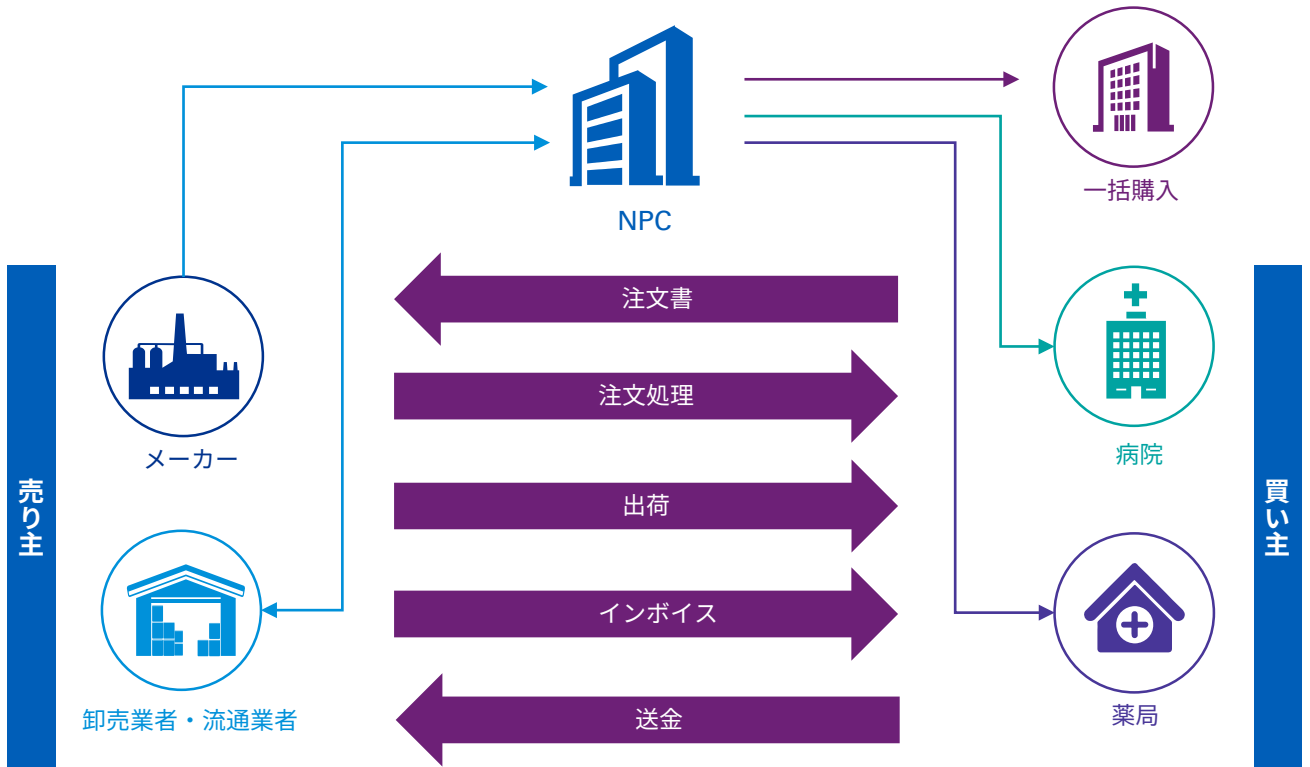 NPC
一括購入
注文書
注文処理
メーカー
病院
売り主
買い主
出荷
インボイス
卸売業者・流通業者
送金
薬局